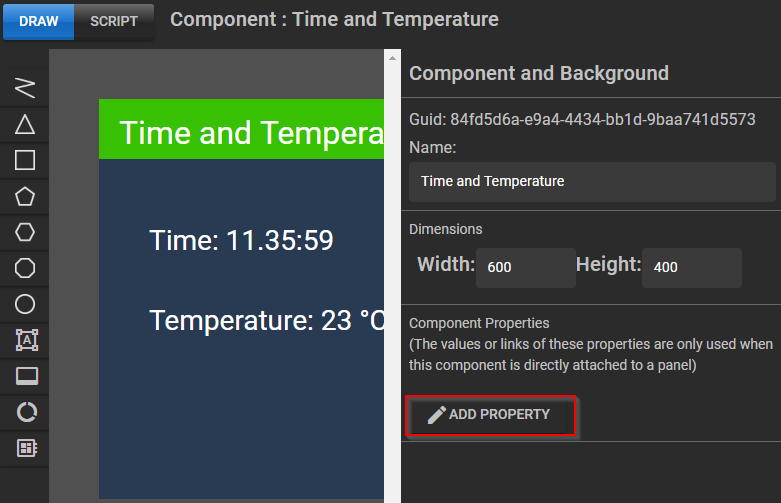 DRAW SCRIPT Component : Time and Temperature
Component and Background
Guid: 84fd5d6a-e9a4-4434-bb1d-9baa741d5573
Name:
Time and Temperature
Dimensions
Width: 600 Height: 400
Component Properties
(The values or links of these properties are only used when
this component is directly attached to a panel)
ADD PROPERTY
Time and Tempera
Time: 11.35:59
Temperature: 23 °C
A